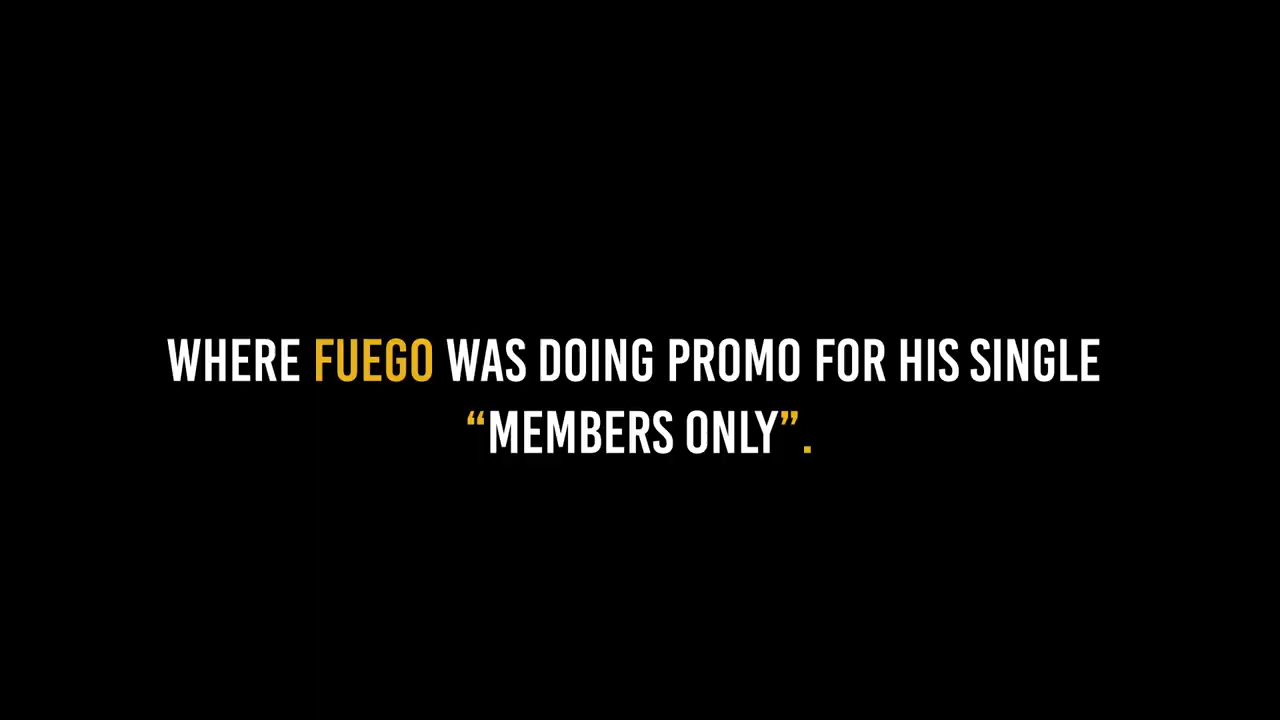 WHERE FUEGO WAS DOING PROMO FOR HIS SINGLE
“MEMBERS ONLY”.